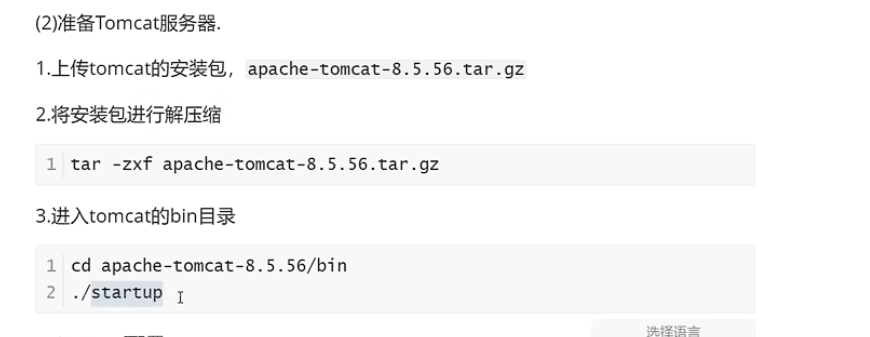 (2)准备Tomcat服务器.
1.上传tomcat的安装包，apache-tomcat-8.5.56.tar.gz
2.将安装包进行解压缩
1 tar -zxf apache-tomcat-8.5.56.tar.gz
3.进入tomcat的bin目录
1 cd apache-tomcat-8.5.56/bin
2 ./startup
选择语言